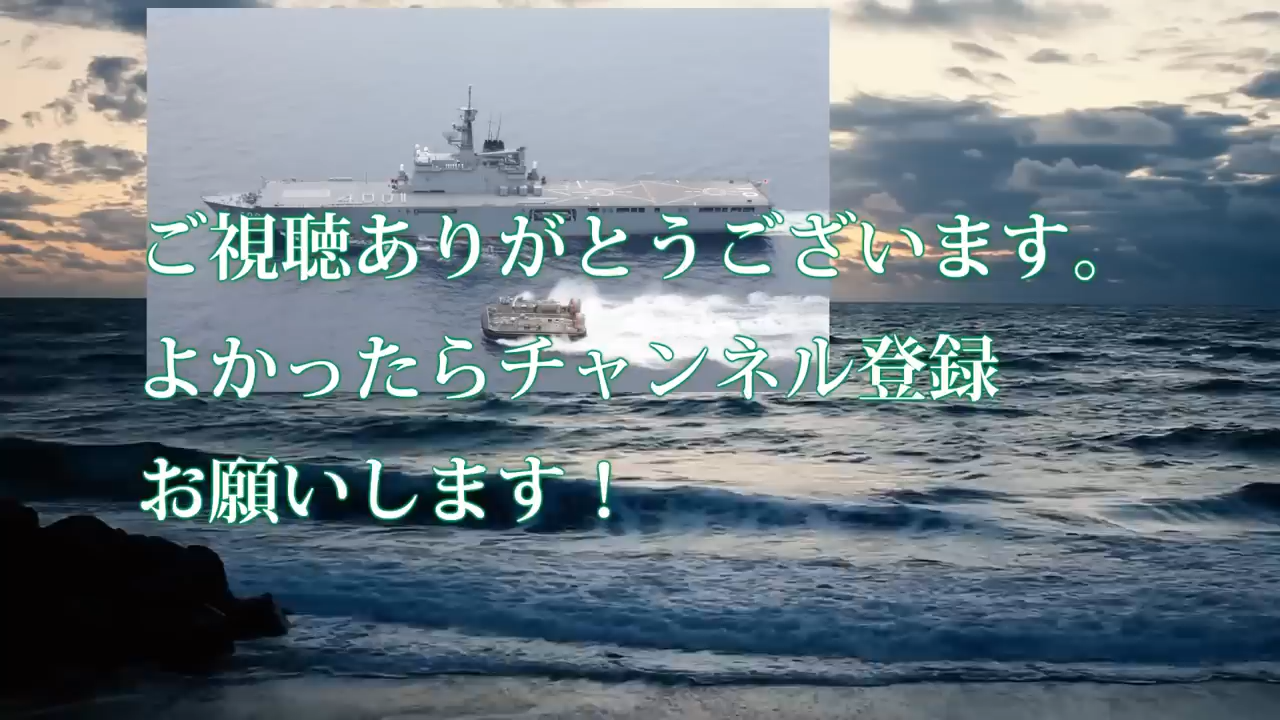 4001
ご視聴ありがとうございます。
よかったらチャンネル登録
お願いします！